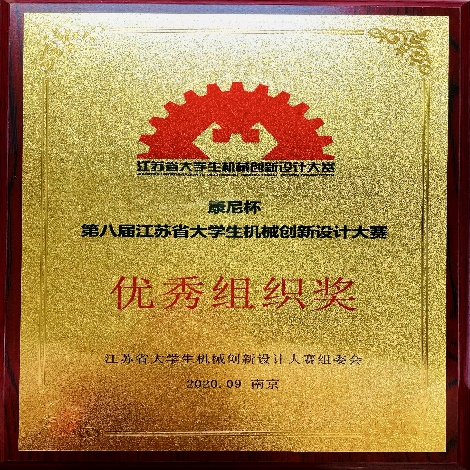 江苏省大学生机械创新设计大赛
康尼杯
第八届江苏省大学生机械创新设计大赛
优秀组织奖
江苏省大学生机械创新设计大赛组委会
2020.09 南京